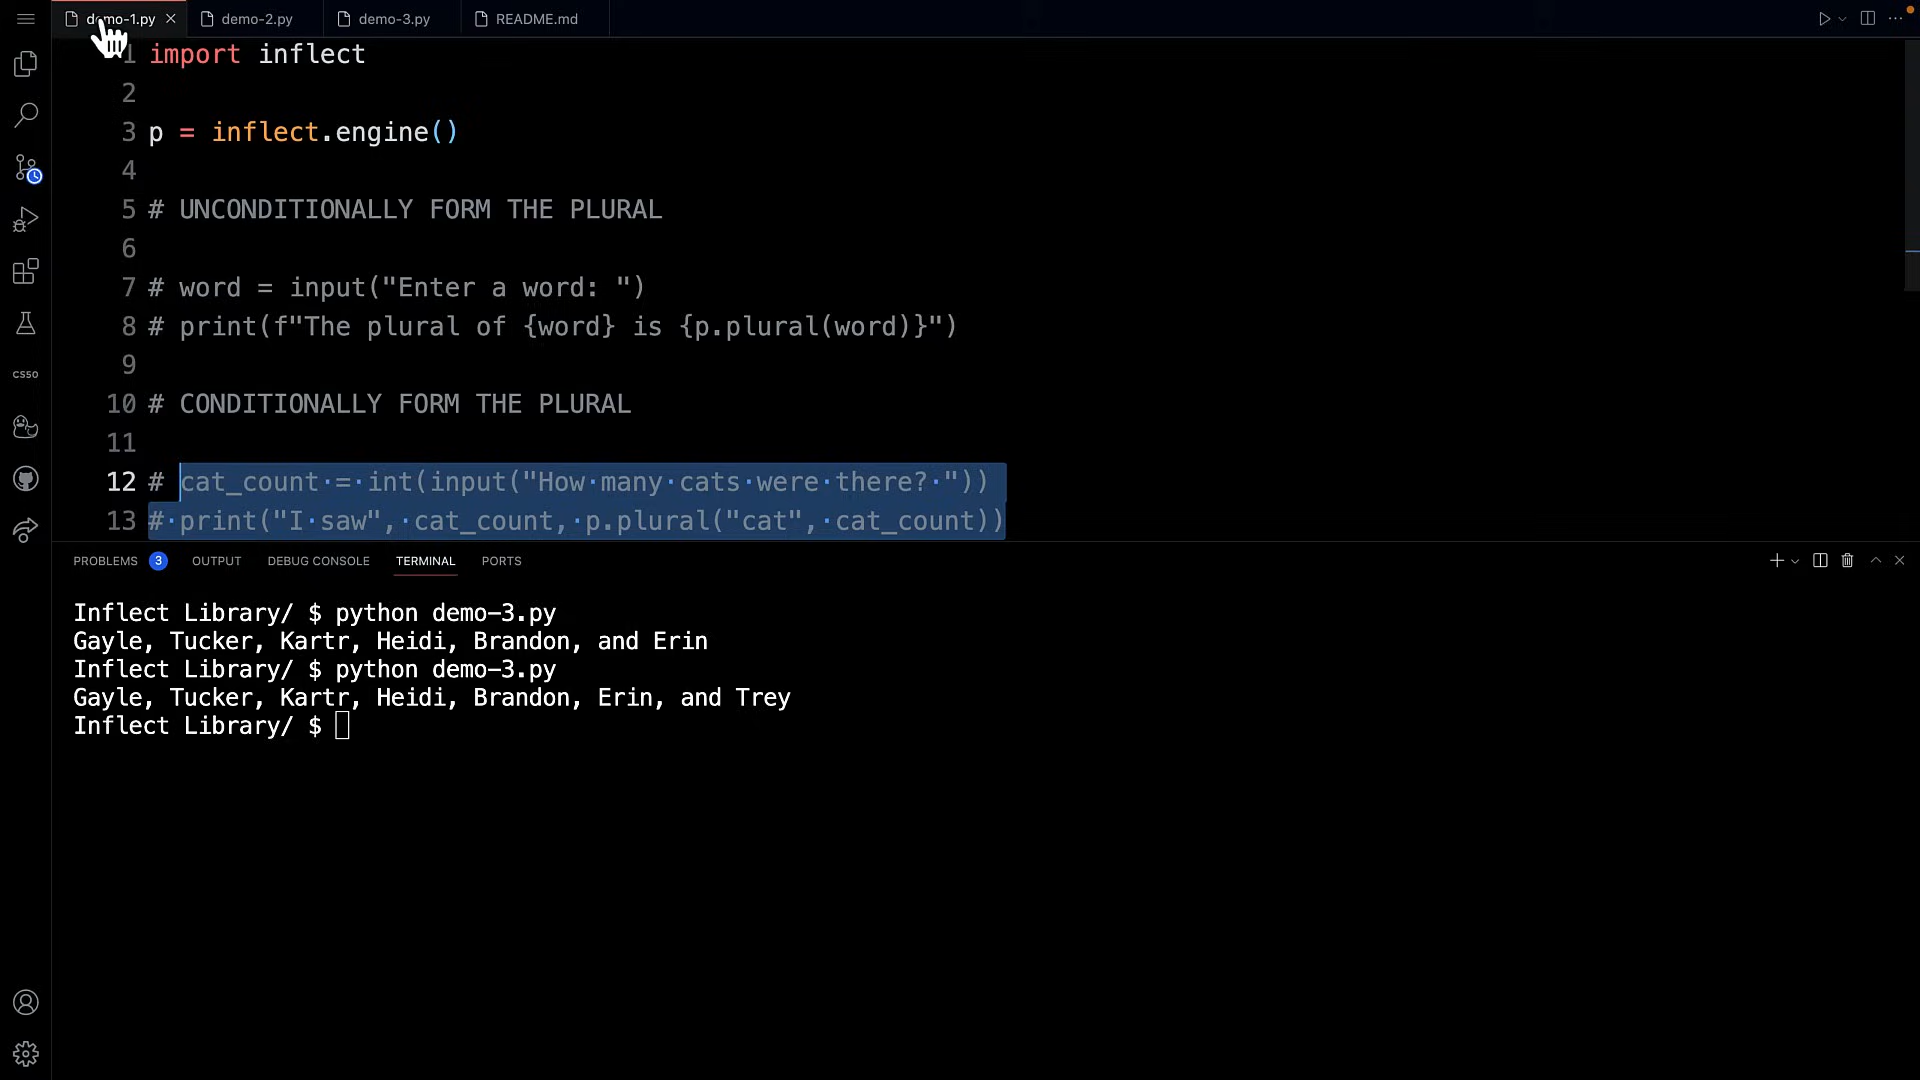 demo-1.py demo-2.py demo-3.py README.md
1 import inflect
2
3 p = inflect.engine()
4
5 # UNCONDITIONALLY FORM THE PLURAL
6
7 # word = input("Enter a word: ")
8 # print(f"The plural of {word} is {p.plural(word)}")
9
10 # CONDITIONALLY FORM THE PLURAL
11
12 # cat_count = int(input("How many cats were there? "))
13 # print("I saw", cat_count, p.plural("cat", cat_count))
CS50
PROBLEMS 3 OUTPUT DEBUG CONSOLE TERMINAL PORTS
Inflect Library/ $ python demo-3.py
Gayle, Tucker, Kartr, Heidi, Brandon, and Erin
Inflect Library/ $ python demo-3.py
Gayle, Tucker, Kartr, Heidi, Brandon, Erin, and Trey
Inflect Library/ $